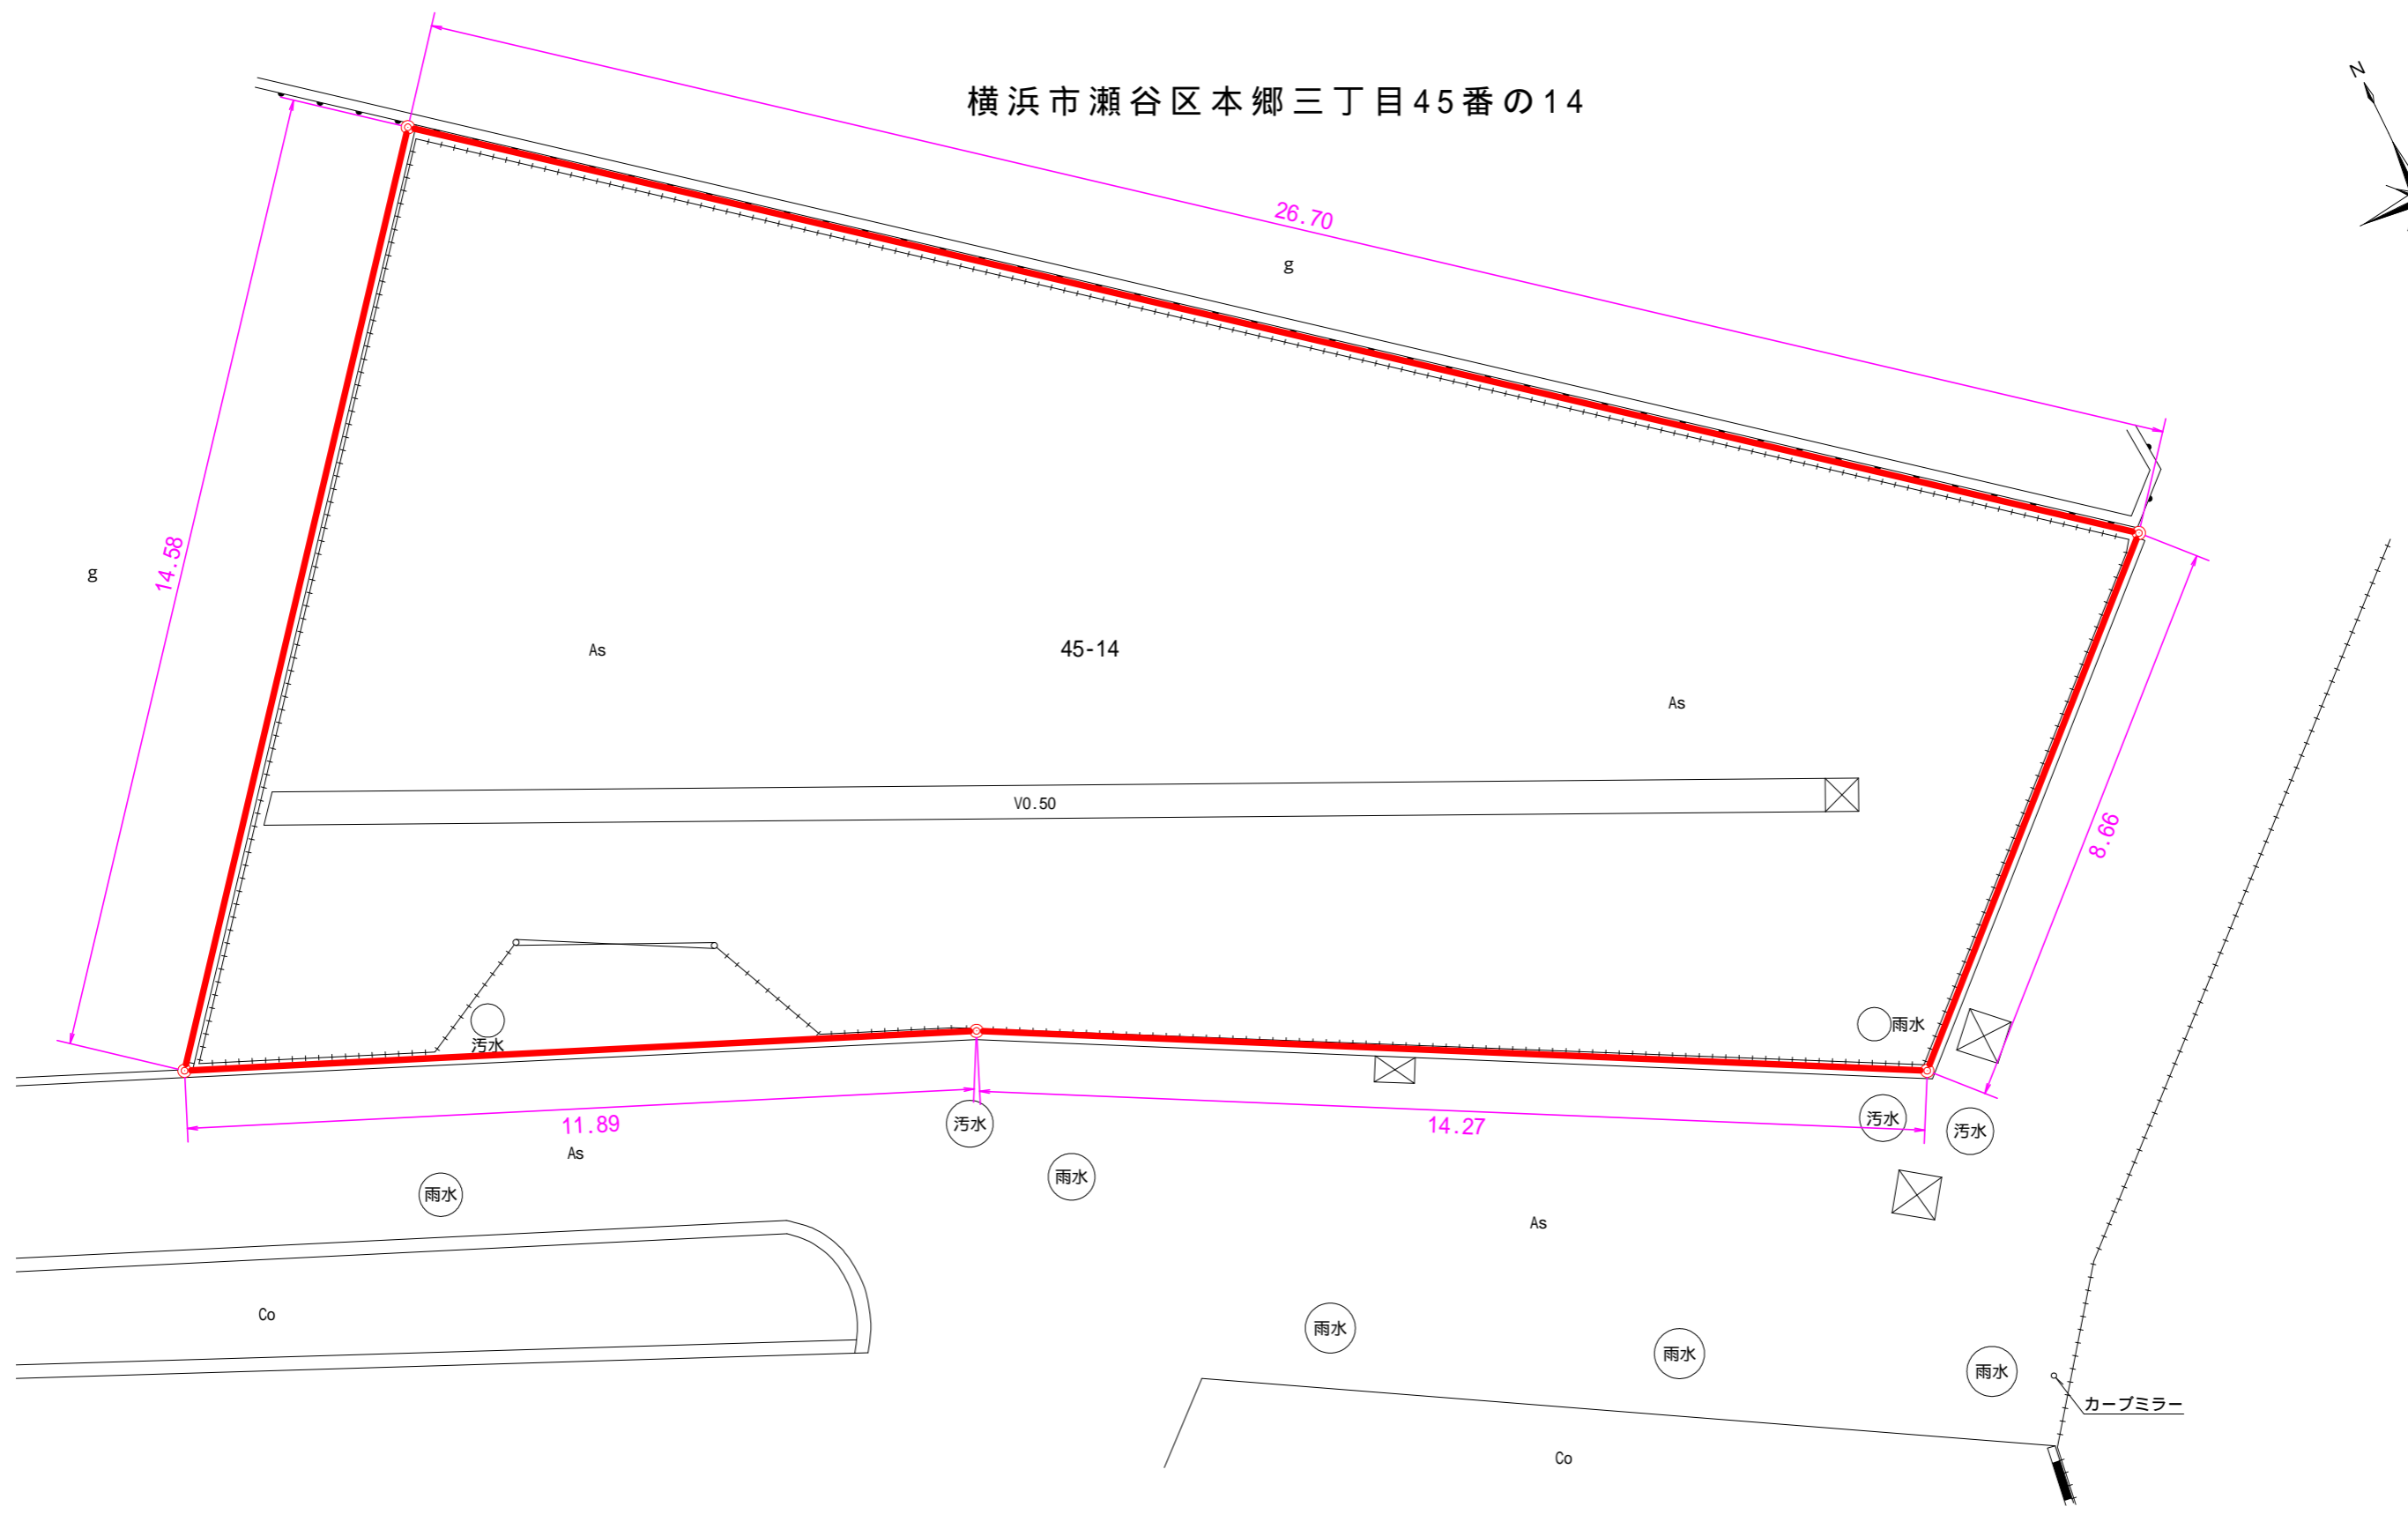 N
横浜市瀬谷区本郷三丁目45番の14
26.70
g
14.58
g
As
45-14
As
V0.50
8.66
汚水
雨水
11.89
汚水
14.27
汚水
汚水
As
雨水
雨水
As
Co
雨水
雨水
雨水
カーブミラー
Co